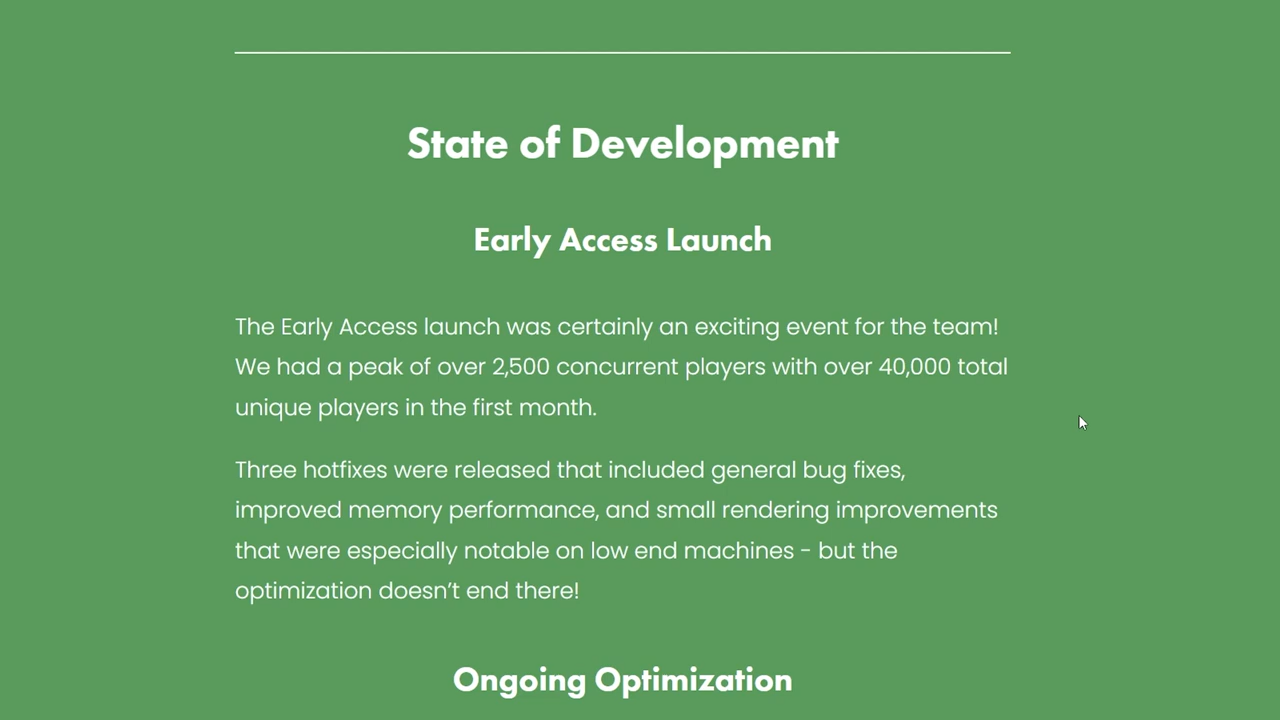 State of Development
Early Access Launch
The Early Access launch was certainly an exciting event for the team!
We had a peak of over 2,500 concurrent players with over 40,000 total
unique players in the first month.
Three hotfixes were released that included general bug fixes,
improved memory performance, and small rendering improvements
that were especially notable on low end machines - but the
optimization doesn’t end there!
Ongoing Optimization